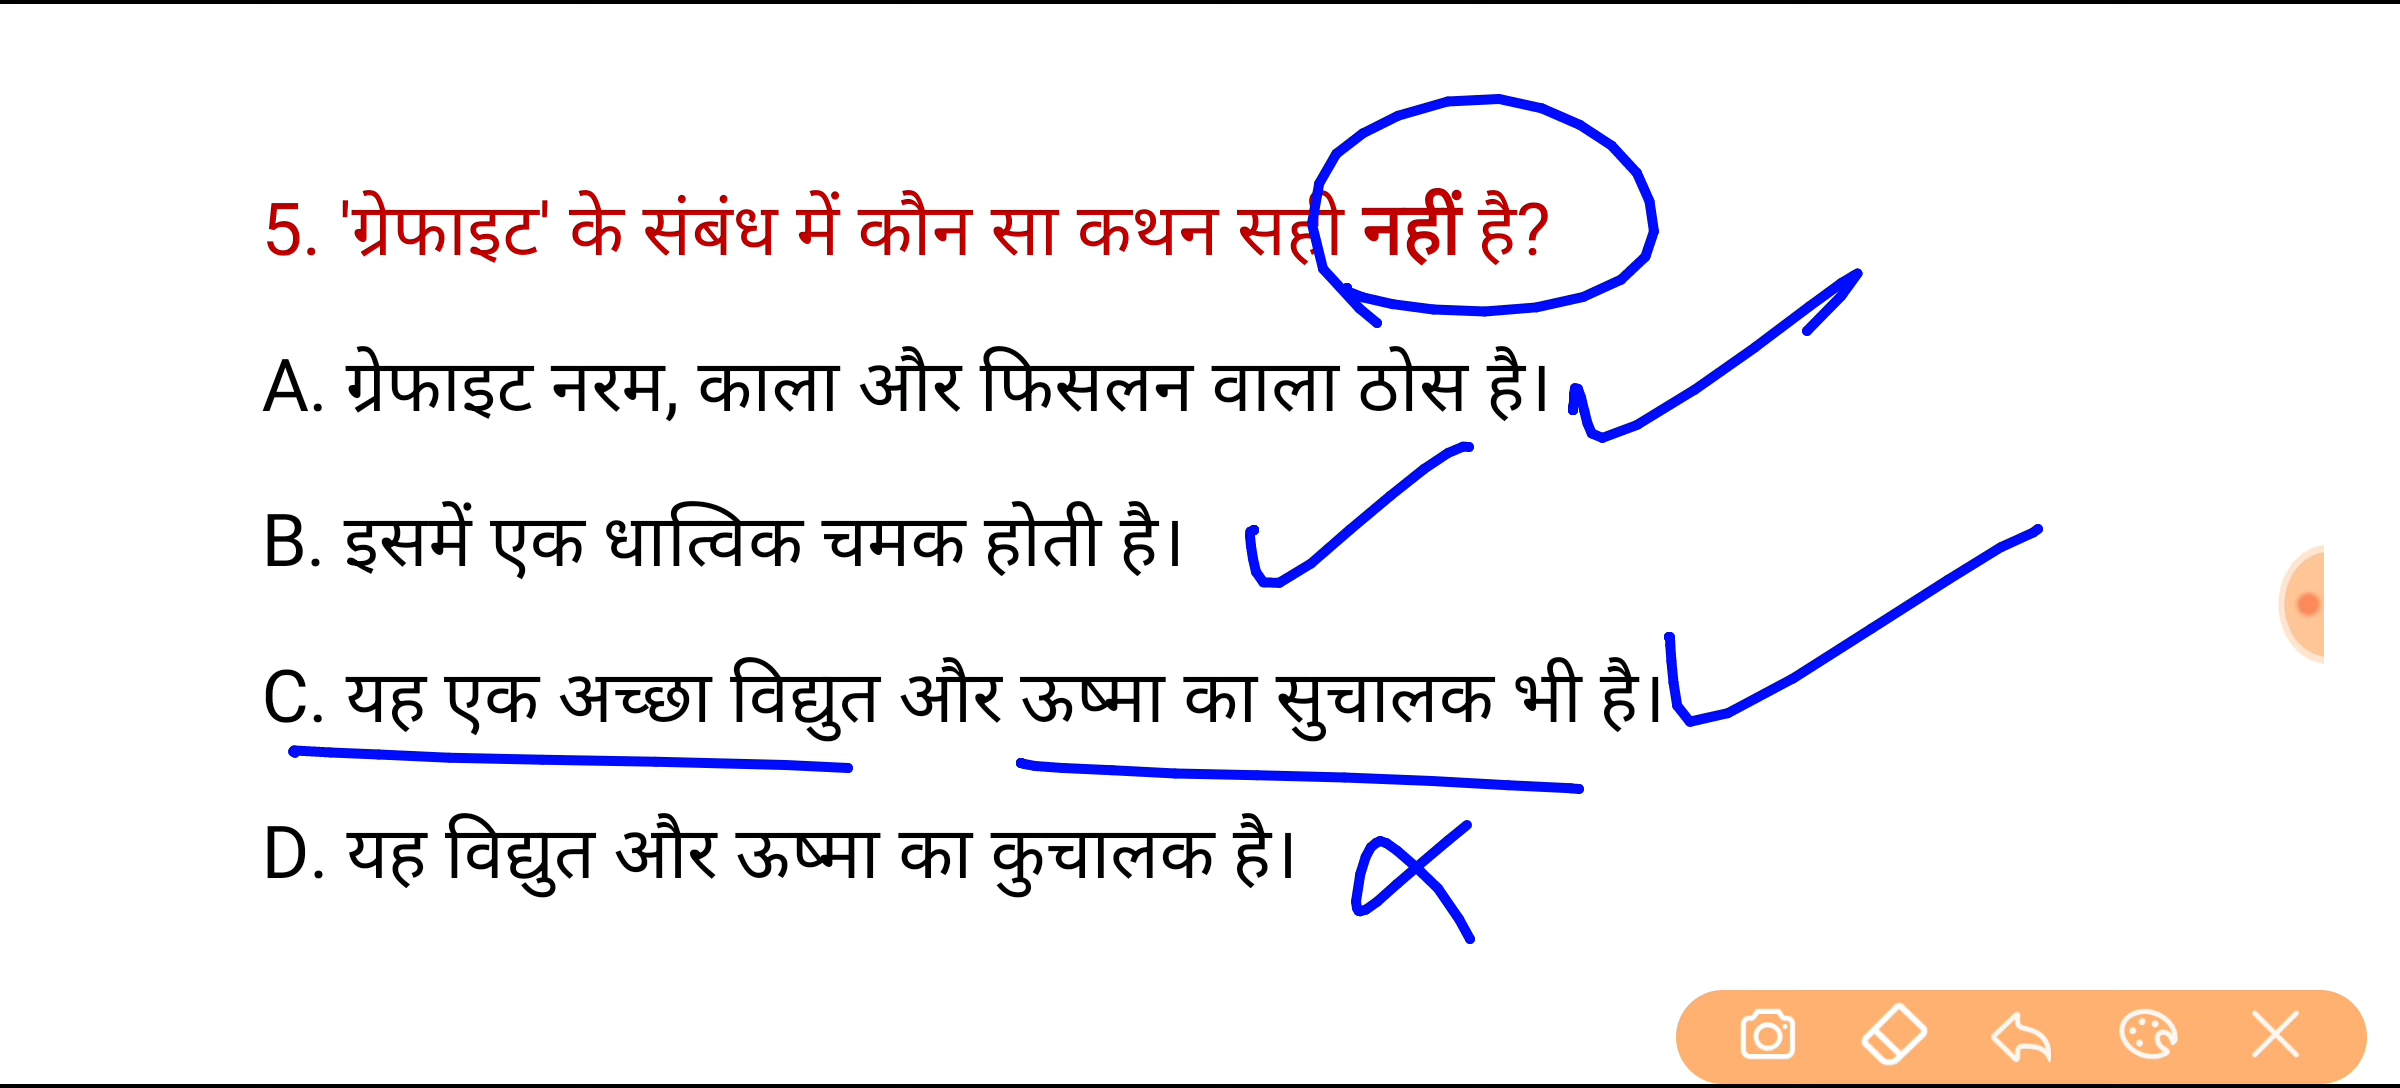 5. 'ग्रेफाइट' के संबंध में कौन सा कथन सही नहीं है?
A. ग्रेफाइट नरम, काला और फिसलन वाला ठोस है।
B. इसमें एक धात्विक चमक होती है।
C. यह एक अच्छा विद्युत और ऊष्मा का सुचालक भी है।
D. यह विद्युत और ऊष्मा का कुचालक है।